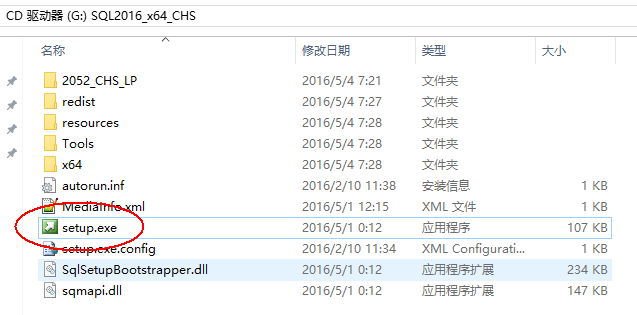 CD 驱动器 (G:) SQL2016_x64_CHS
名称 修改日期 类型 大小
2052_CHS_LP 2016/5/4 7:21 文件夹
redist 2016/5/4 7:27 文件夹
resources 2016/5/4 7:28 文件夹
Tools 2016/5/4 7:28 文件夹
x64 2016/5/4 7:28 文件夹
autorun.inf 2016/2/10 11:38 安装信息 1 KB
MediaInfo.xml 2016/5/1 12:15 XML 文件 1 KB
setup.exe 2016/5/1 0:12 应用程序 107 KB
setup.exe.config 2016/2/10 11:34 XML Configurati... 1 KB
SqlSetupBootstrapper.dll 2016/5/1 0:12 应用程序扩展 234 KB
sqmapi.dll 2016/5/1 0:12 应用程序扩展 147 KB